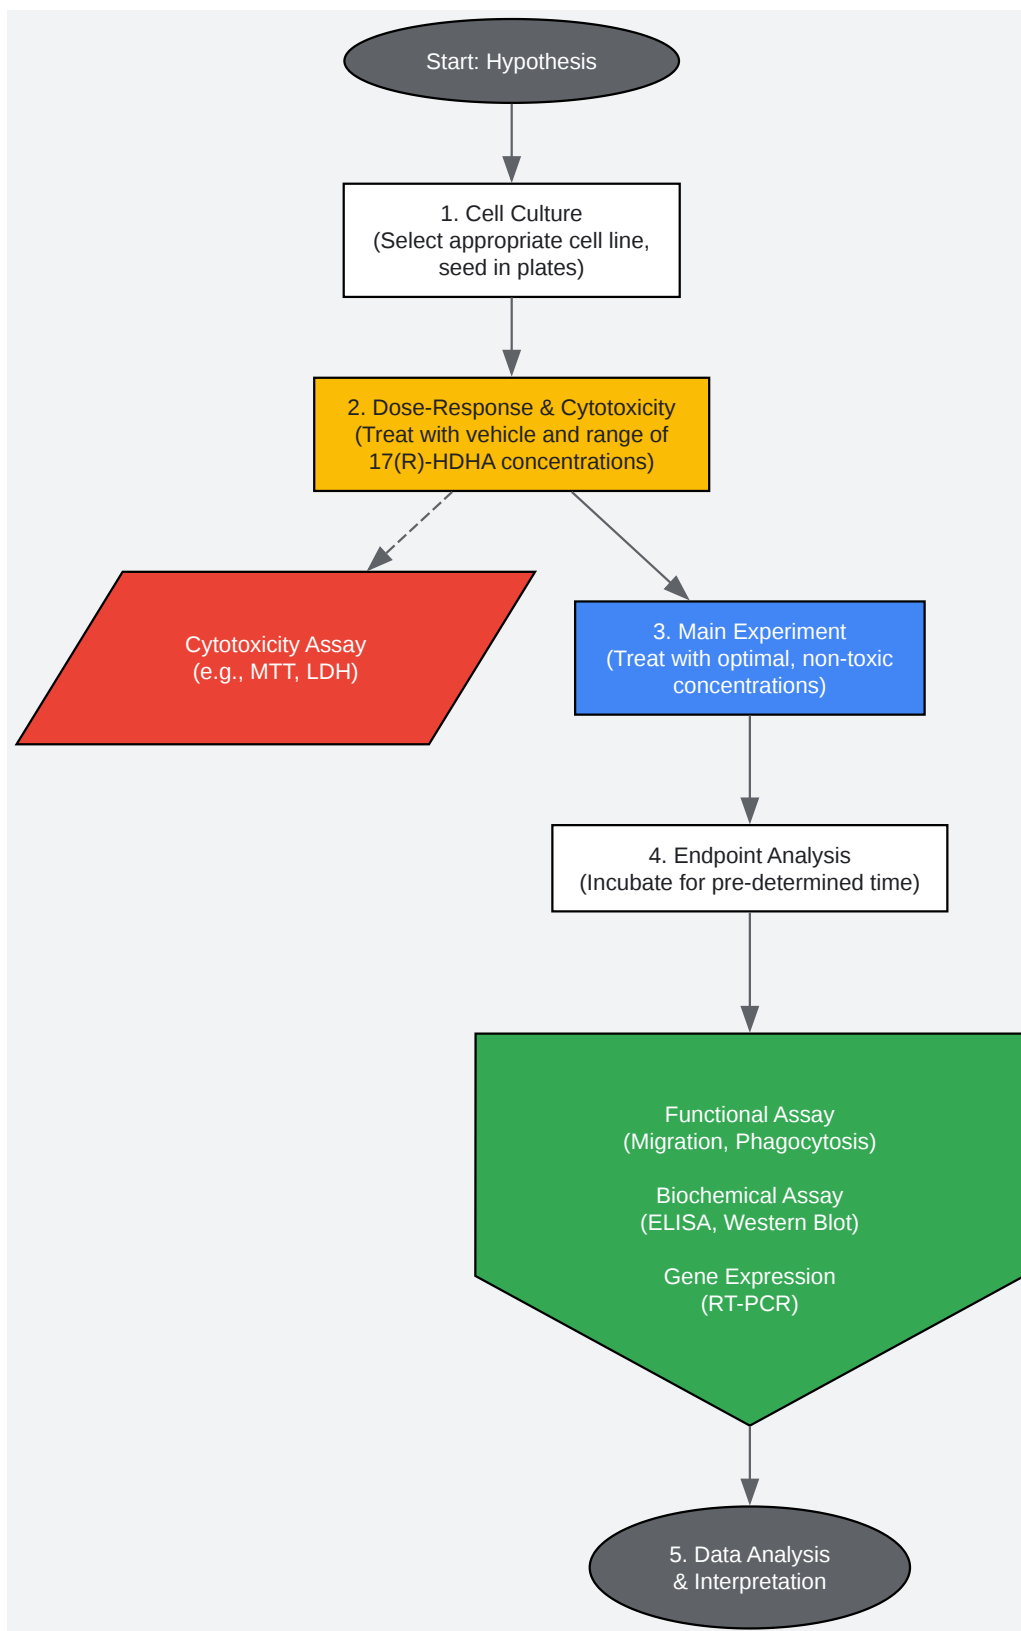 Start: Hypothesis
1. Cell Culture
(Select appropriate cell line,
seed in plates)
2. Dose-Response & Cytotoxicity
(Treat with vehicle and range of
17(R)-HDHA concentrations)
Cytotoxicity Assay
(e.g., MTT, LDH)
3. Main Experiment
(Treat with optimal, non-toxic
concentrations)
4. Endpoint Analysis
(Incubate for pre-determined time)
Functional Assay
(Migration, Phagocytosis)
Biochemical Assay
(ELISA, Western Blot)
Gene Expression
(RT-PCR)
5. Data Analysis
& Interpretation